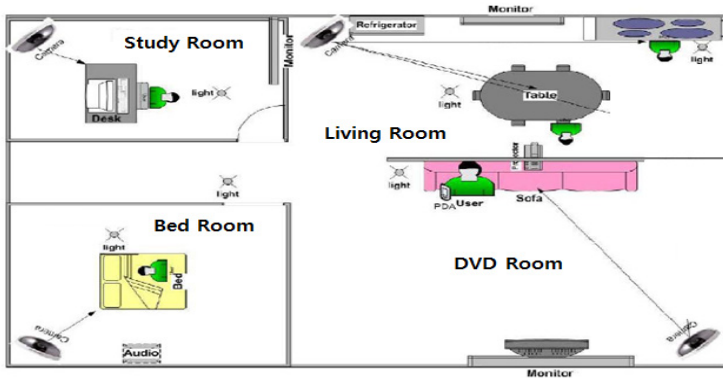 Monitor
Camera
Study Room
Monitor
Camera
Refrigerator
light
light
light
Desk
Table
Living Room
Projector
light
light
User
PDA
Sofa
Bed Room
light
Bed
DVD Room
Camera
Camera
Audio
Monitor